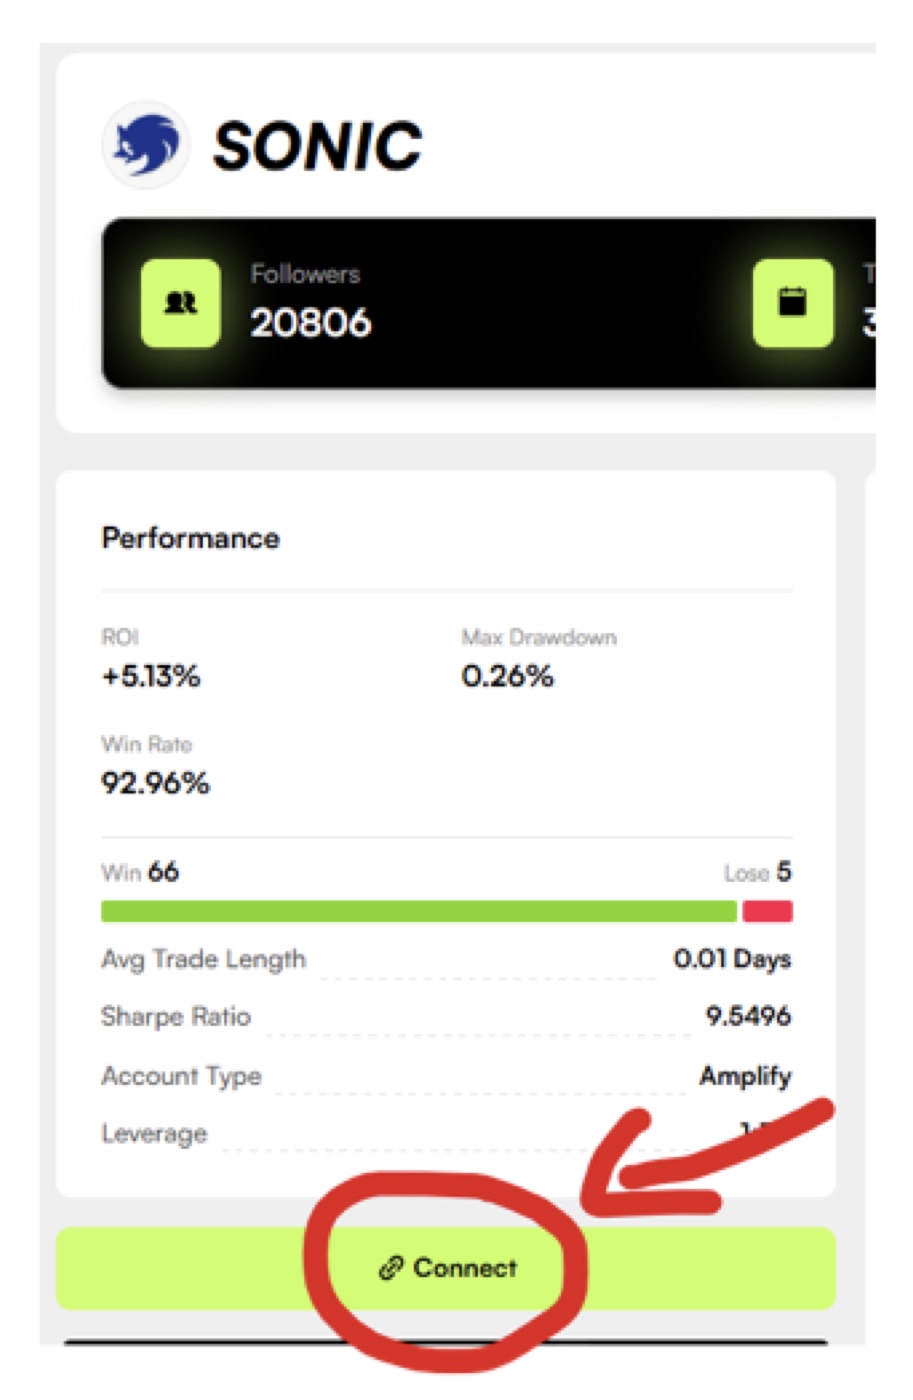 SONIC
Followers
20806
Performance
ROI
Max Drawdown
+5.13%
0.26%
Win Rate
92.96%
Win 66
Lose 5
Avg Trade Length
0.01 Days
Sharpe Ratio
9.5496
Account Type
Amplify
Leverage
Connect